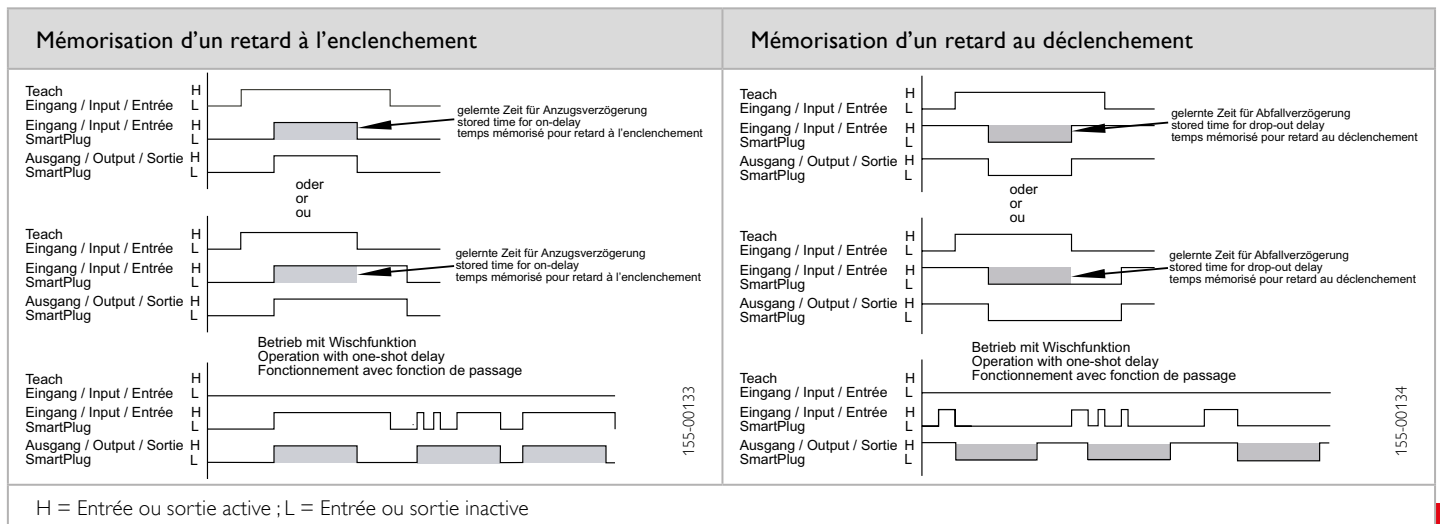 Mémorisation d’un retard à l’enclenchement
Teach H
Eingang / Input / Entrée L
Eingang / Input / Entrée H
SmartPlug L
Ausgang / Output / Sortie H
SmartPlug L
gelernte Zeit für Anzugsverzögerung
stored time for on-delay
temps mémorisé pour retard à l’enclenchement
oder
or
ou
Teach H
Eingang / Input / Entrée L
Eingang / Input / Entrée H
SmartPlug L
Ausgang / Output / Sortie H
SmartPlug L
gelernte Zeit für Anzugsverzögerung
stored time for on-delay
temps mémorisé pour retard à l’enclenchement
Betrieb mit Wischfunktion
Operation with one-shot delay
Fonctionnement avec fonction de passage
Teach H
Eingang / Input / Entrée L
Eingang / Input / Entrée H
SmartPlug L
Ausgang / Output / Sortie H
SmartPlug L
155-00133
Mémorisation d’un retard au déclenchement
Teach H
Eingang / Input / Entrée L
Eingang / Input / Entrée H
SmartPlug L
Ausgang / Output / Sortie H
SmartPlug L
gelernte Zeit für Abfallverzögerung
stored time for drop-out delay
temps mémorisé pour retard au déclenchement
oder
or
ou
Teach H
Eingang / Input / Entrée L
Eingang / Input / Entrée H
SmartPlug L
Ausgang / Output / Sortie H
SmartPlug L
gelernte Zeit für Abfallverzögerung
stored time for drop-out delay
temps mémorisé pour retard au déclenchement
Betrieb mit Wischfunktion
Operation with one-shot delay
Fonctionnement avec fonction de passage
Teach H
Eingang / Input / Entrée L
Eingang / Input / Entrée H
SmartPlug L
Ausgang / Output / Sortie H
SmartPlug L
155-00134
H = Entrée ou sortie active ; L = Entrée ou sortie inactive